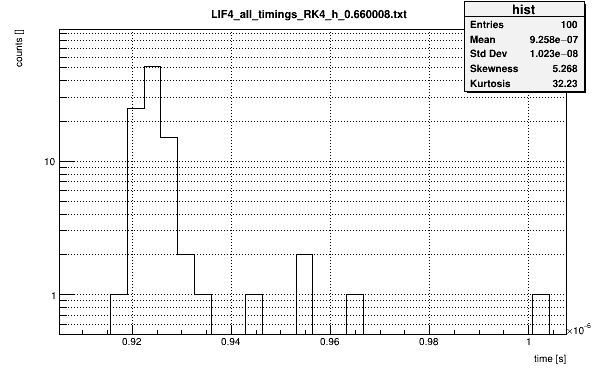 LIF4_all_timings_RK4_h_0.660008.txt
hist
Entries 100
Mean 9.258e−07
Std Dev 1.023e−08
Skewness 5.268
Kurtosis 32.23
counts []
10
1
0.92 0.94 0.96 0.98 1
×10⁻⁶
time [s]